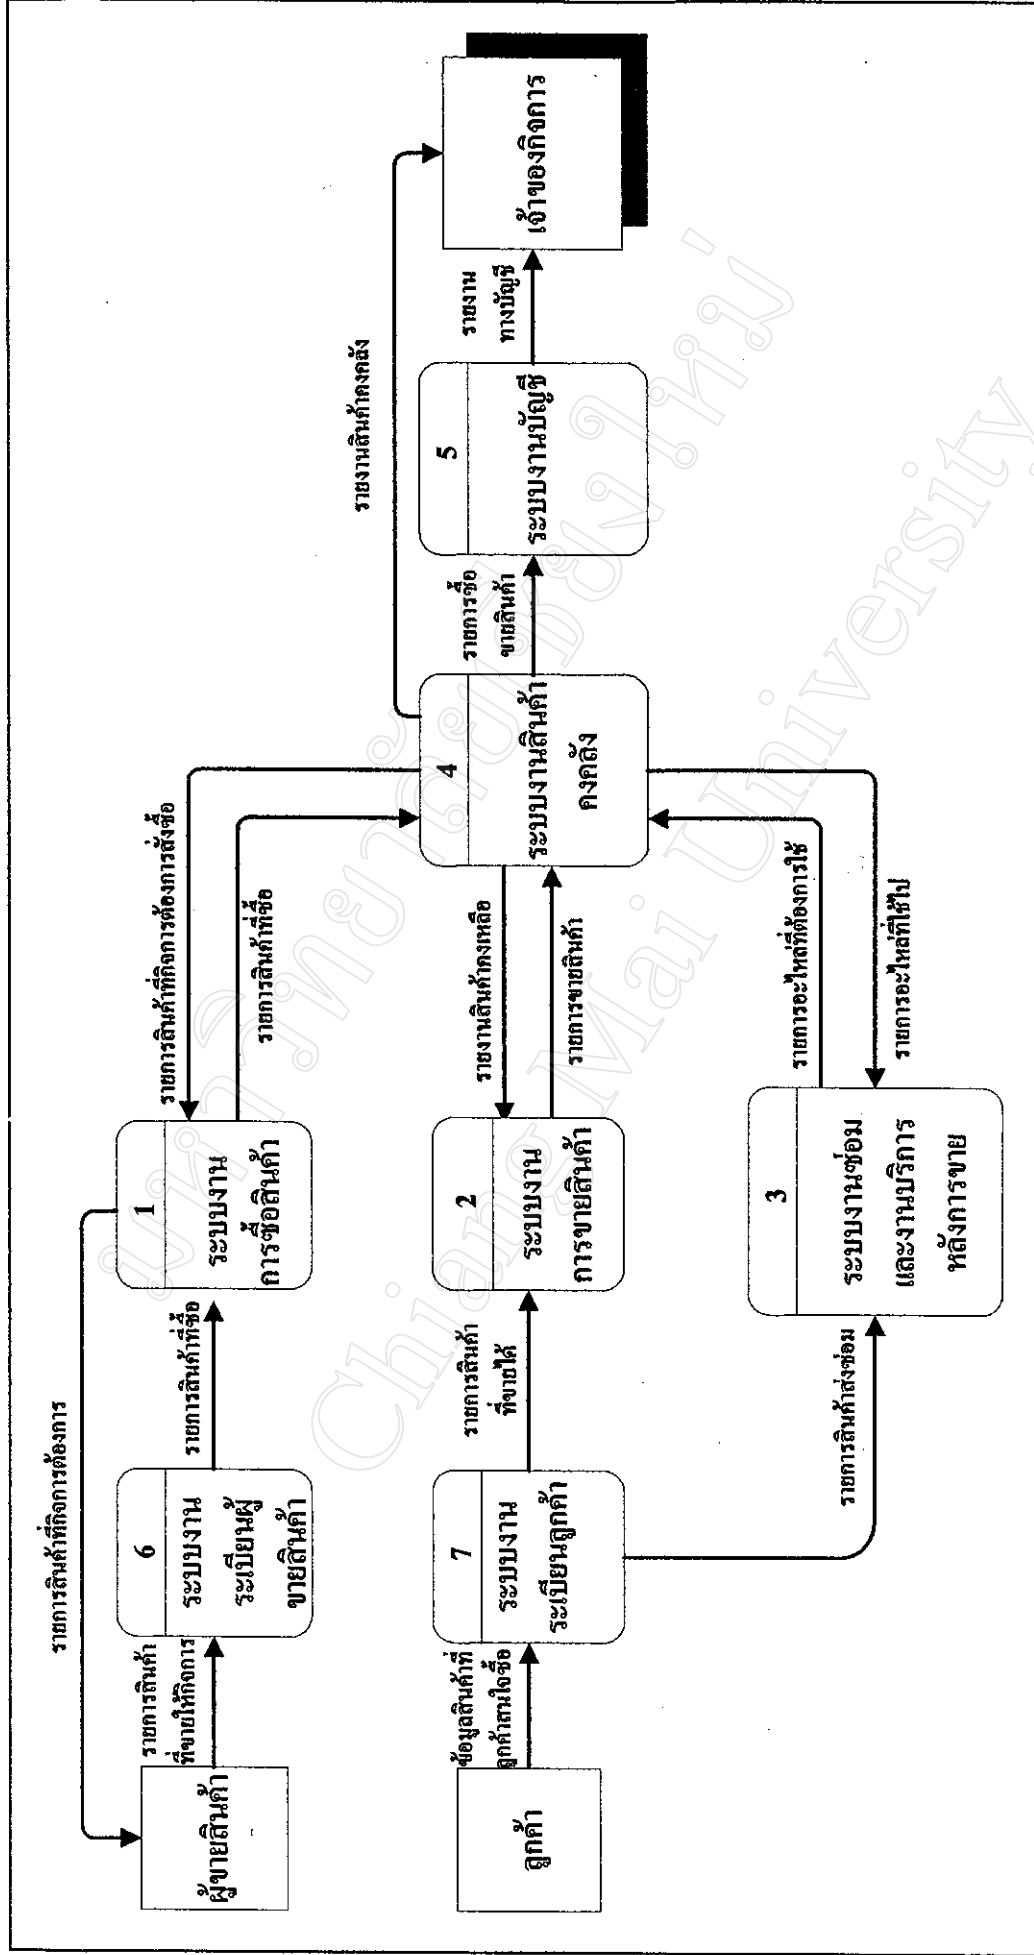 รายการสินค้าที่กิจการต้องการ
ผู้ขายสินค้า
รายการสินค้า
ที่ขายให้กิจการ
6
ระบบงาน
ระเบียนผู้
ขายสินค้า
รายการสินค้าที่ซื้อ
1
ระบบงาน
การซื้อสินค้า
รายการสินค้าที่กิจการต้องการสั่งซื้อ
รายการสินค้าที่ซื้อ
ลูกค้า
ข้อมูลสินค้าที่
ลูกค้าสนใจซื้อ
7
ระบบงาน
ระเบียนลูกค้า
รายการสินค้า
ที่ขายได้
2
ระบบงาน
การขายสินค้า
รายงานสินค้าคงเหลือ
รายการขายสินค้า
รายการสินค้าส่งซ่อม
3
ระบบงานซ่อม
และงานบริการ
หลังการขาย
รายการอะไหล่ที่ต้องการใช้
รายการอะไหล่ที่ใช้ไป
4
ระบบงานสินค้า
คงคลัง
รายงานสินค้าคงคลัง
รายการซื้อ
ขายสินค้า
5
ระบบงานบัญชี
รายงาน
ทางบัญชี
เจ้าของกิจการ
มหาวิทยาลัยเชียงใหม่
Chiang Mai University